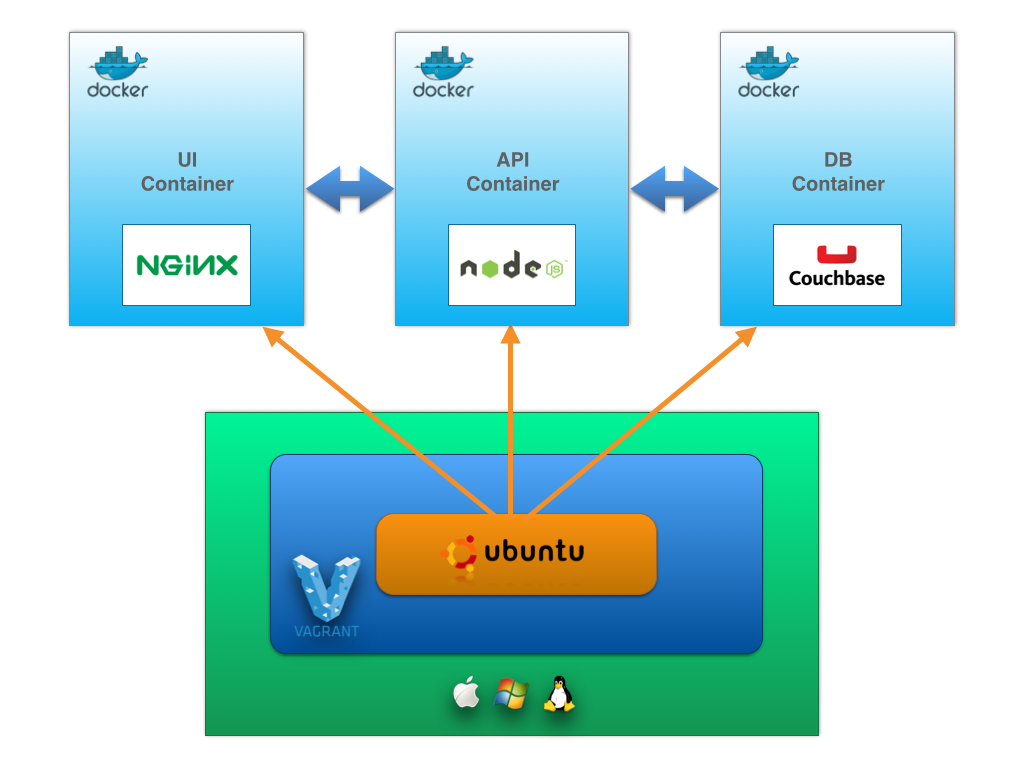 docker
docker
docker
UI
Container
API
Container
DB
Container
NGINX
node
JS
Couchbase
ubuntu
VAGRANT